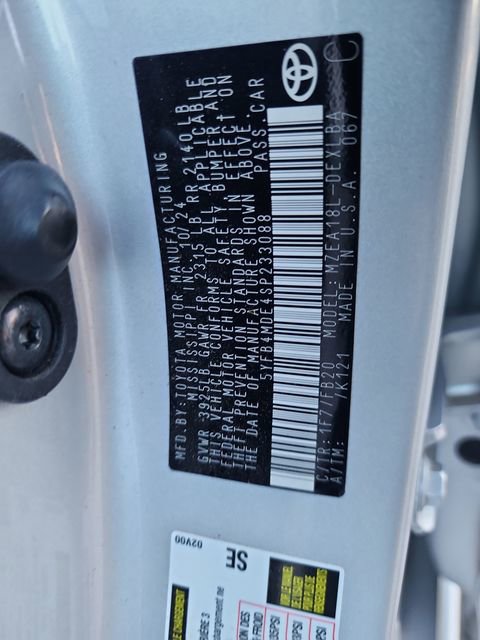 MFD.BY:TOYOTA MOTOR MANUFACTURING
MISSISSIPPI INC. 10/24
GVWR 3925LB GAWR FR 2315 LB RR 2140 LB
THIS VEHICLE CONFORMS TO ALL APPLICABLE
FEDERAL MOTOR VEHICLE SAFETY BUMPER AND
THEFT PREVENTION STANDARDS IN EFFECT ON
THE DATE OF MANUFACTURE SHOWN ABOVE.
5YFB4MDE4SP233088 PASS.CAR
C/TR:1F7/FB20 MODEL: MZEA18L-DEXLBA
A/TM: /K121 MADE IN U.S.A. 067 C
02V00
SE